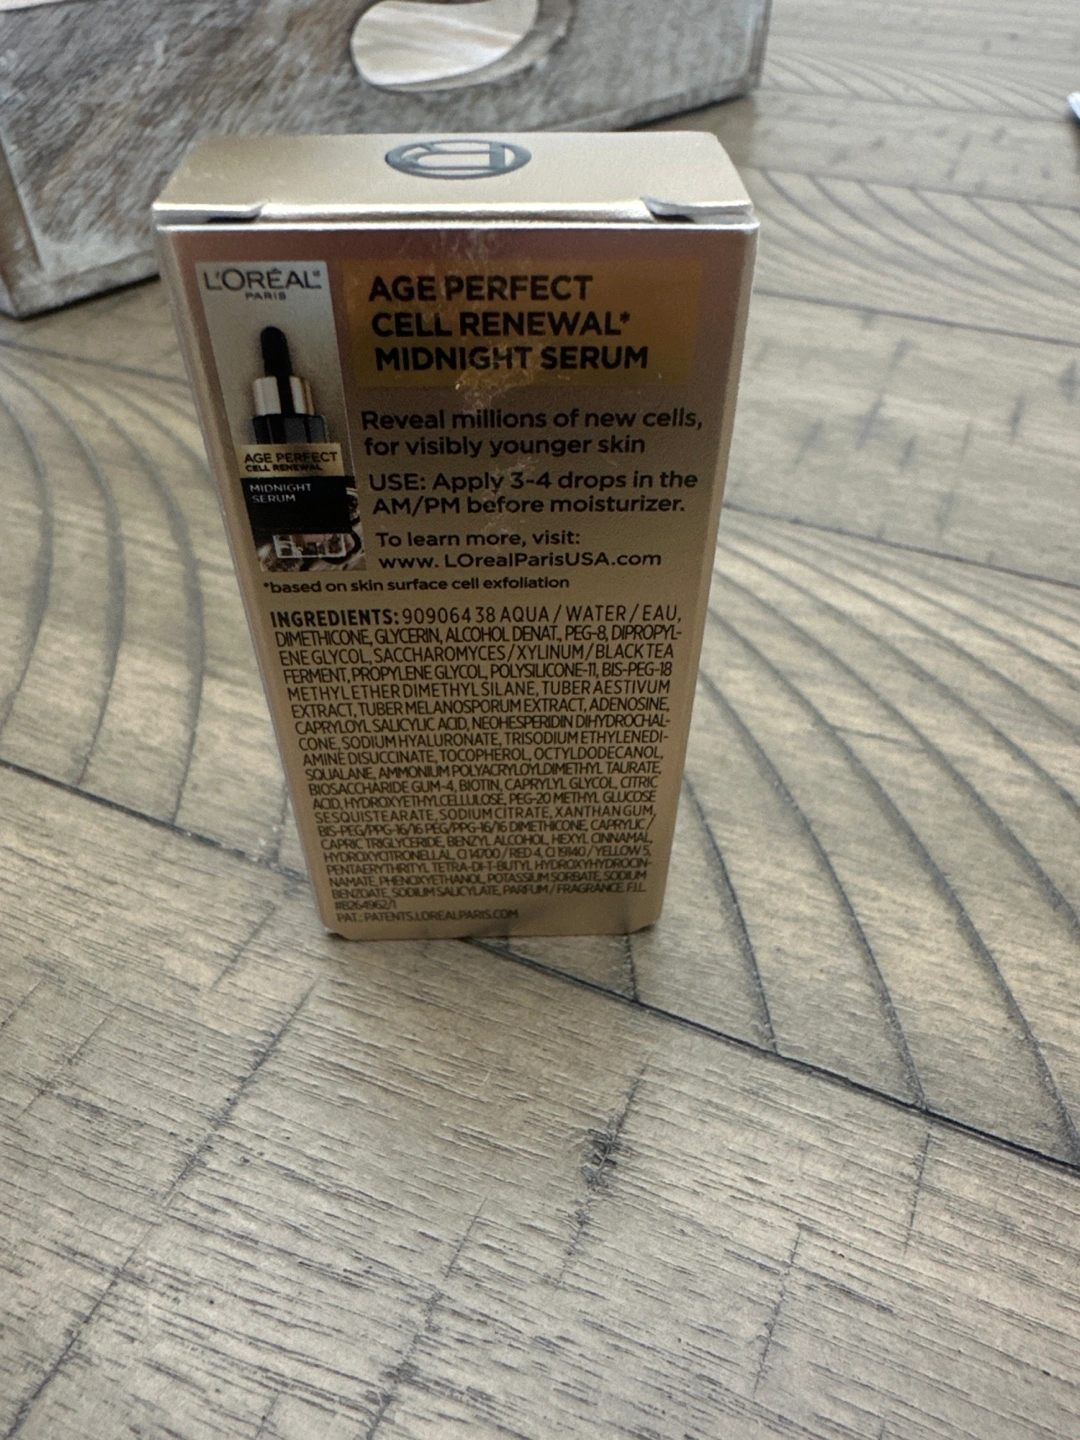 L'ORÉAL
PARIS
AGE PERFECT
CELL RENEWAL
MIDNIGHT
SERUM
AGE PERFECT
CELL RENEWAL*
MIDNIGHT SERUM
Reveal millions of new cells,
for visibly younger skin
USE: Apply 3-4 drops in the
AM/PM before moisturizer.
To learn more, visit:
www. LOrealParisUSA.com
*based on skin surface cell exfoliation
INGREDIENTS: 909064 38 AQUA / WATER / EAU,
DIMETHICONE, GLYCERIN, ALCOHOL DENAT., PEG-8, DIPROPYL-
ENE GLYCOL, SACCHAROMYCES / XYLINUM / BLACK TEA
FERMENT, PROPYLENE GLYCOL, POLYSILICONE-11, BIS-PEG-18
METHYL ETHER DIMETHYL SILANE, TUBER AESTIVUM
EXTRACT, TUBER MELANOSPORUM EXTRACT, ADENOSINE,
CAPRYLOYL SALICYLIC ACID, NEOHESPERIDIN DIHYDROCHAL-
CONE, SODIUM HYALURONATE, TRISODIUM ETHYLENEDI-
AMINE DISUCCINATE, TOCOPHEROL, OCTYLDODECANOL,
SQUALANE, AMMONIUM POLYACRYLOYLDIMETHYL TAURATE,
BIOSACCHARIDE GUM-4, BIOTIN, CAPRYLYL GLYCOL, CITRIC
ACID, HYDROXYETHYLCELLULOSE, PEG-20 METHYL GLUCOSE
SESQUISTEARATE, SODIUM CITRATE, XANTHAN GUM,
BIS-PEG/PPG-16/16 PEG/PPG-16/16 DIMETHICONE, CAPRYLIC /
CAPRIC TRIGLYCERIDE, BENZYL ALCOHOL, HEXYL CINNAMAL,
HYDROXYCITRONELLAL, CI 14700 / RED 4, CI 19140 / YELLOW 5,
PENTAERYTHRITYL TETRA-DI-T-BUTYL HYDROXYHYDROCIN-
NAMATE, PHENOXYETHANOL, POTASSIUM SORBATE, SODIUM
BENZOATE, SODIUM SALICYLATE, PARFUM / FRAGRANCE. F.I.L.
#B264962/1
PAT.: PATENTS.LOREALPARIS.COM